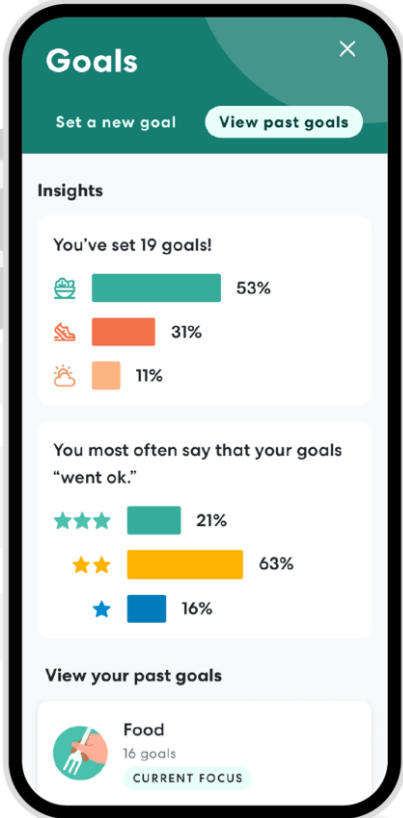 Goals
Set a new goal
View past goals
Insights
You’ve set 19 goals!
53%
31%
11%
You most often say that your goals
“went ok.”
21%
63%
16%
View your past goals
Food
16 goals
CURRENT FOCUS